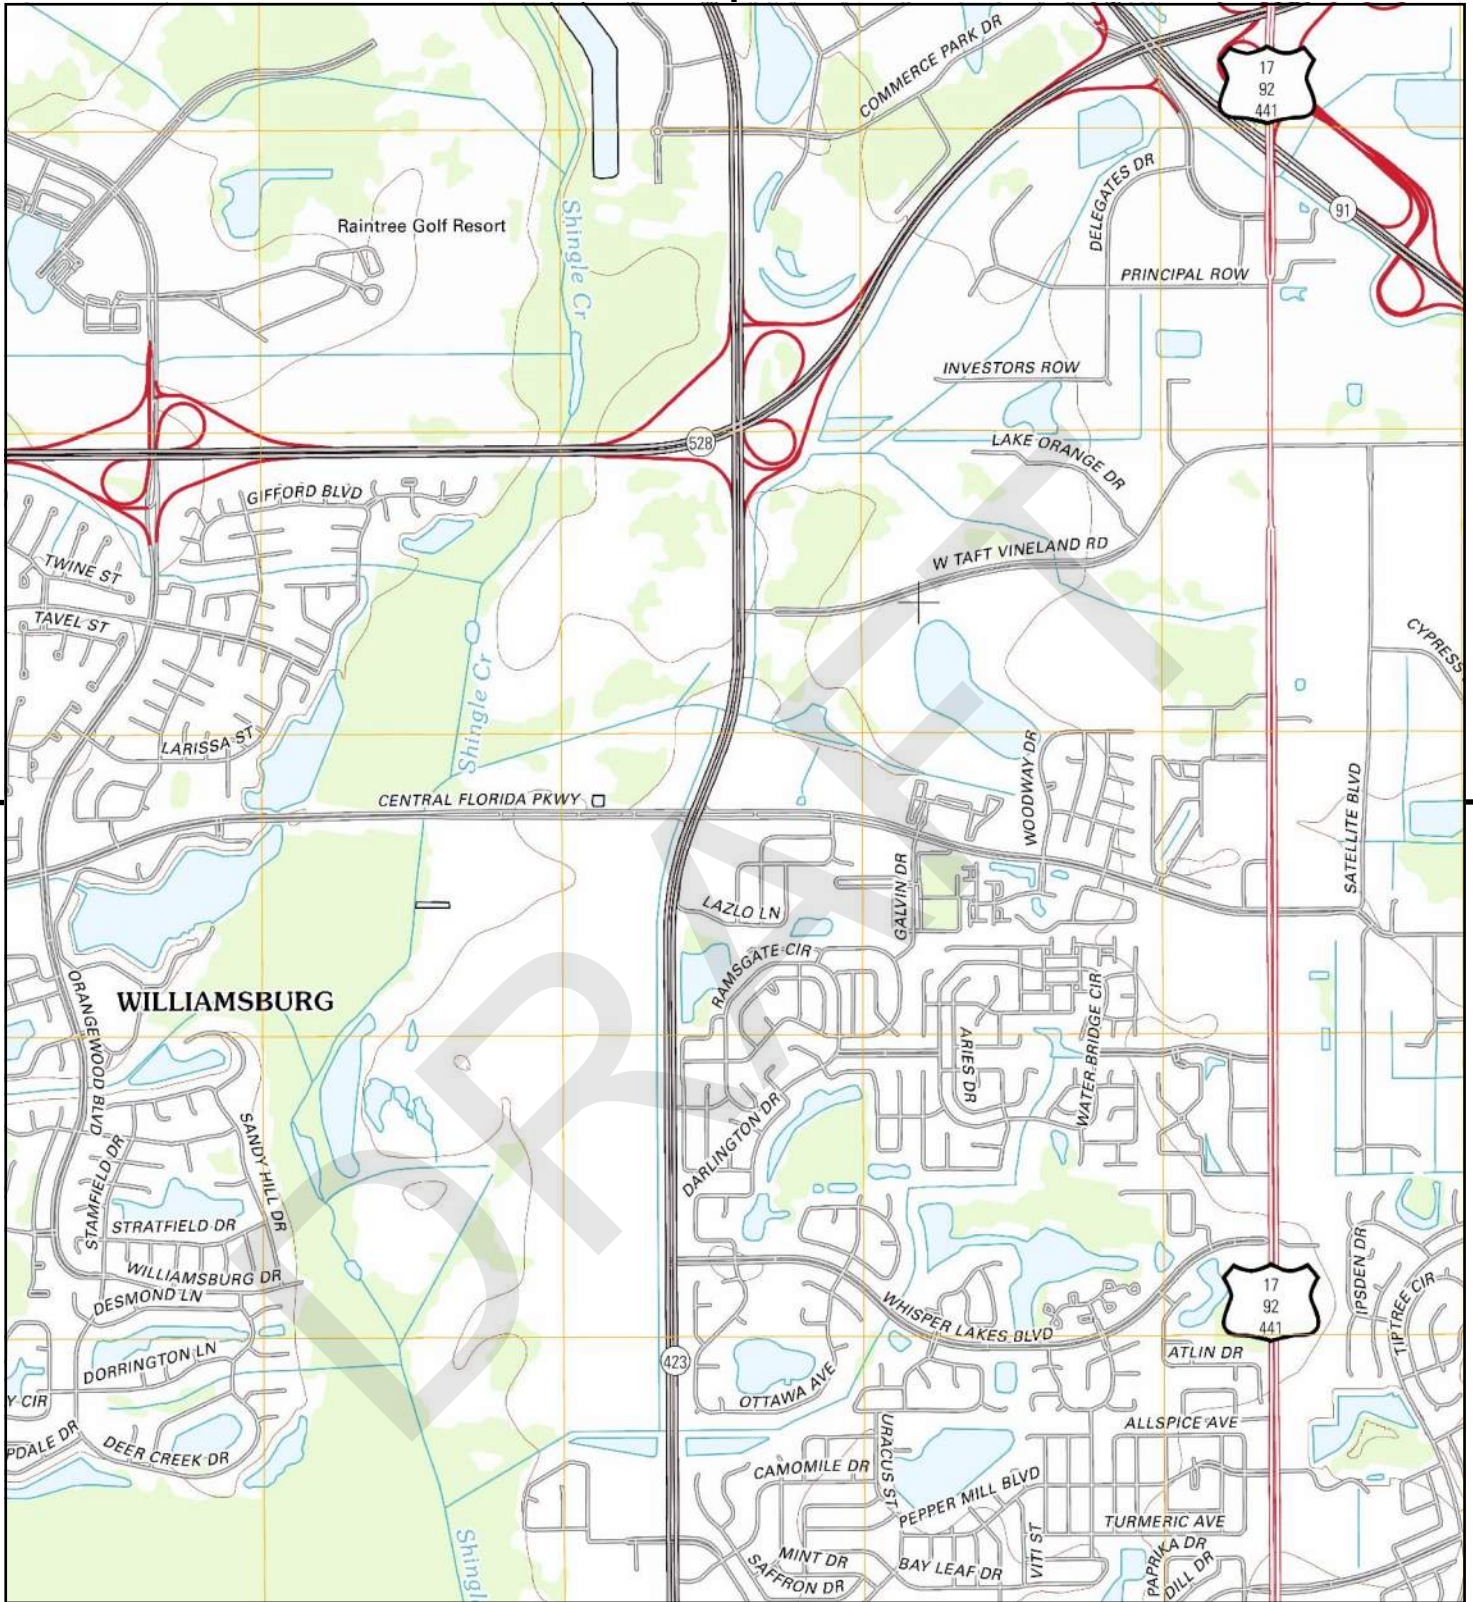 COMMERCE PARK DR
17
92
441
DELEGATES DR
91
Raintree Golf Resort
Shingle Cr
PRINCIPAL ROW
INVESTORS ROW
528
LAKE ORANGE DR
GIFFORD BLVD
W TAFT VINELAND RD
TWINE ST
TAVEL ST
CYPRESS
Shingle Cr
LARISSA ST
WOODWAY DR
CENTRAL FLORIDA PKWY
SATELLITE BLVD
GALVIN DR
LAZLO LN
RAMSGATE CIR
ORANGEWOOD BLVD
WILLIAMSBURG
WATER BRIDGE CIR
ARIES DR
DARLINGTON DR
SANDY HILL DR
STAMFIELD DR
STRATFIELD DR
WILLIAMSBURG DR
DESMOND LN
IPSDEN DR
TIPTREE CIR
17
92
441
WHISPER LAKES BLVD
DORRINGTON LN
423
ATLIN DR
Y CIR
OTTAWA AVE
ALLSPICE AVE
PDALE DR
DEER CREEK DR
URACUS ST
CAMOMILE DR
PEPPER MILL BLVD
TURMERIC AVE
VITI ST
MINT DR
SAFFRON DR
BAY LEAF DR
PAPRIKA DR
DILL DR
Shingl
DRAFT